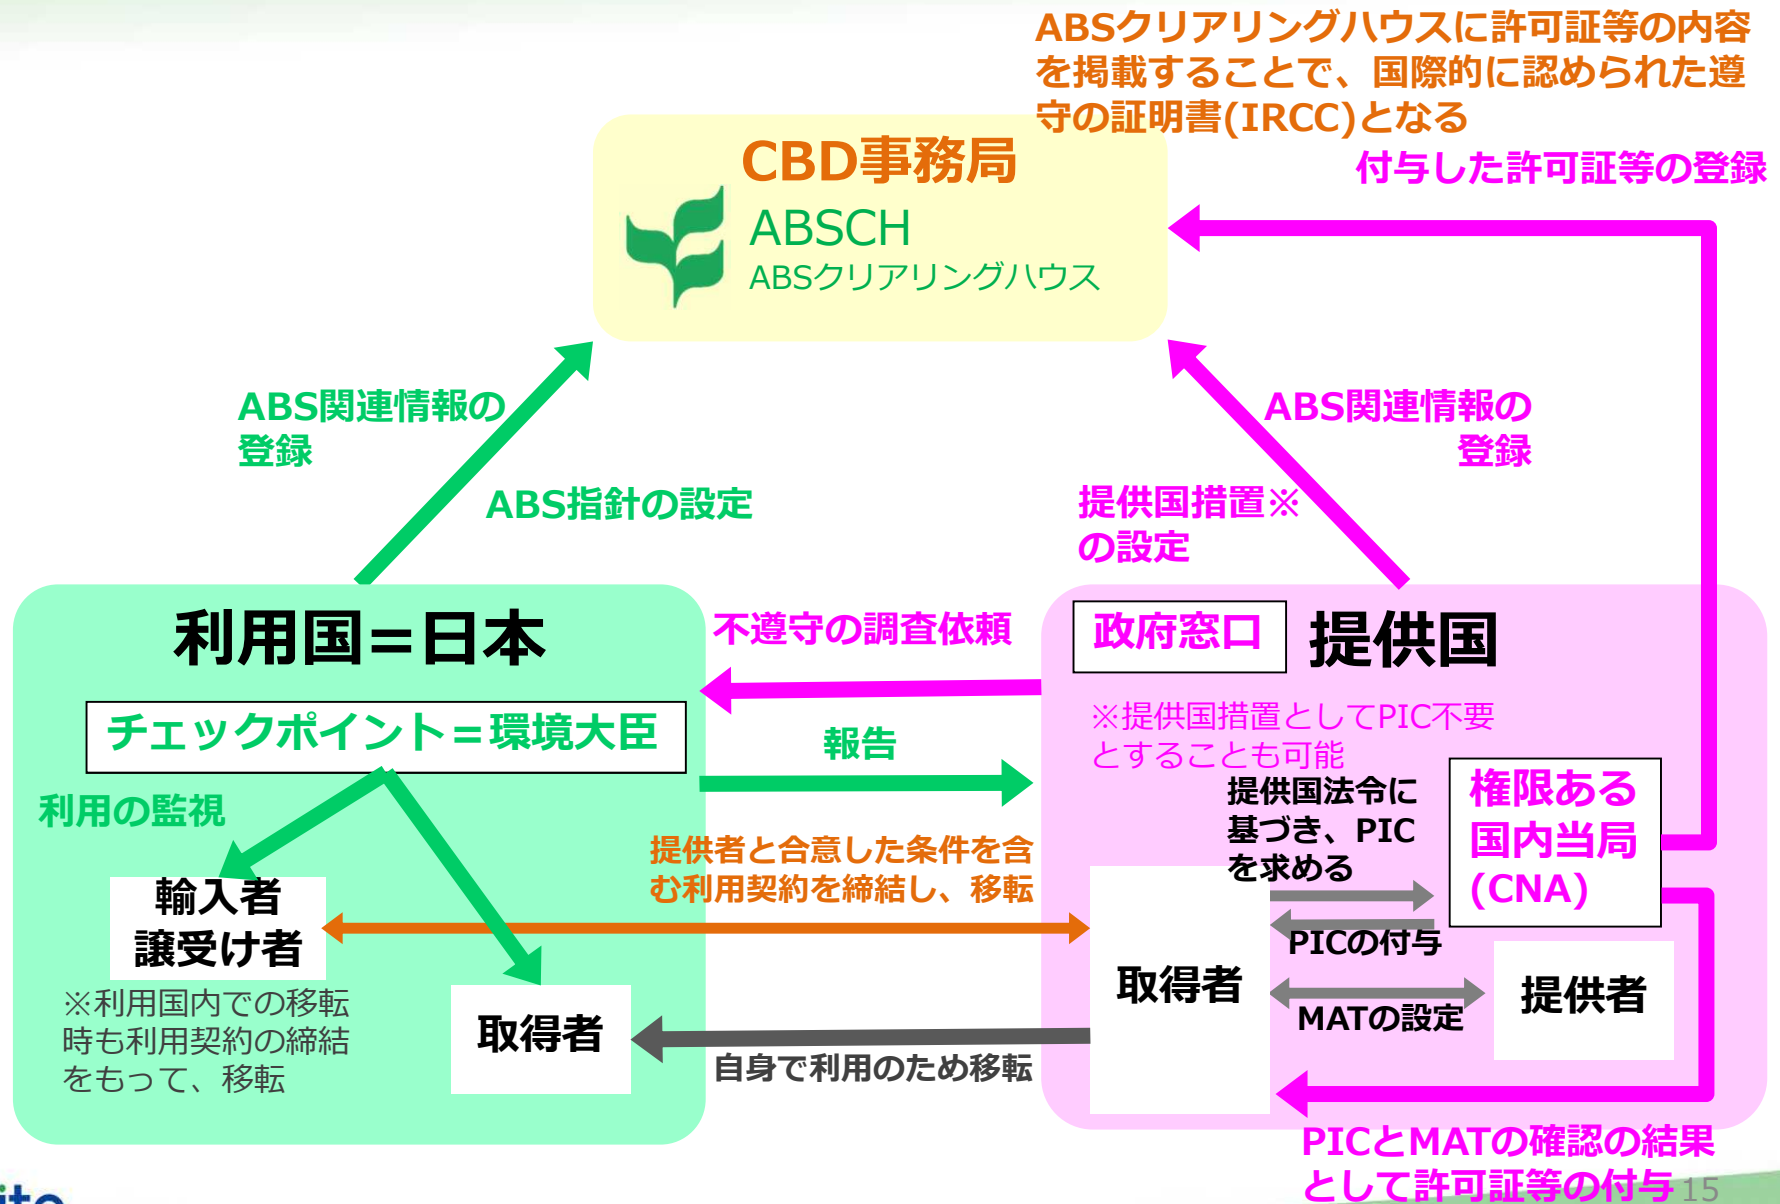 ABSクリアリングハウスに許可証等の内容
を掲載することで、国際的に認められた遵
守の証明書(IRCC)となる
CBD事務局
付与した許可証等の登録
ABSCH
ABSクリアリングハウス
ABS関連情報の
登録
ABS関連情報の
登録
ABS指針の設定
提供国措置※
の設定
利用国=日本
不遵守の調査依頼
政府窓口
提供国
チェックポイント=環境大臣
報告
※提供国措置としてPIC不要
とすることも可能
利用の監視
提供国法令に
基づき、PIC
を求める
権限ある
国内当局
(CNA)
提供者と合意した条件を含
む利用契約を締結し、移転
輸入者
譲受け者
PICの付与
取得者
提供者
MATの設定
※利用国内での移転
時も利用契約の締結
をもって、移転
取得者
自身で利用のため移転
PICとMATの確認の結果
として許可証等の付与
15